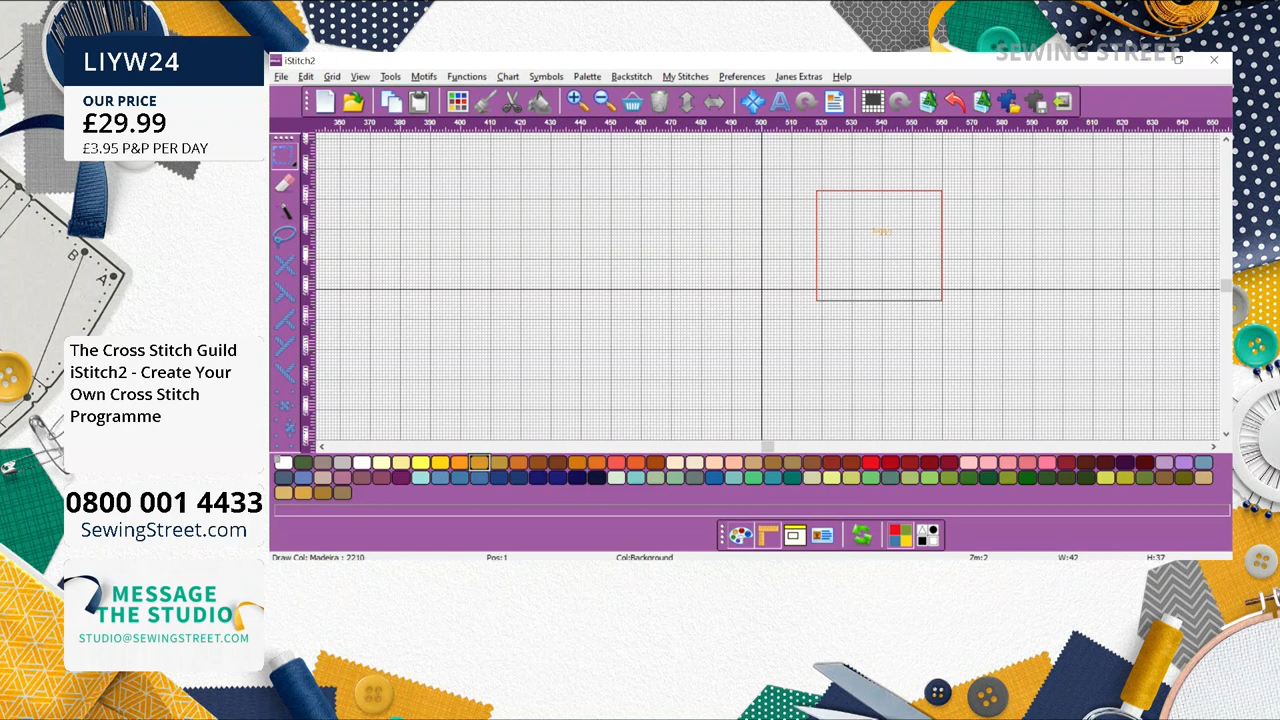 LIYW24
OUR PRICE
£29.99
£3.95 P&P PER DAY
The Cross Stitch Guild
iStitch2 - Create Your
Own Cross Stitch
Programme
0800 001 4433
SewingStreet.com
MESSAGE
THE STUDIO
STUDIO@SEWINGSTREET.COM
SEWING STREET
iStitch2
File Edit Grid View Tools Motifs Functions Chart Symbols Palette Backstitch My Stitches Preferences Janes Extras Help
360 370 380 390 400 410 420 430 440 450 460 470 480 490 500 510 520 530 540 550 560 570 580 590 600 610 620 630 640 650
B
A
Draw Col: Madeira : 2210 Pos:1 Col:Background Zm:2 W:42 H:37